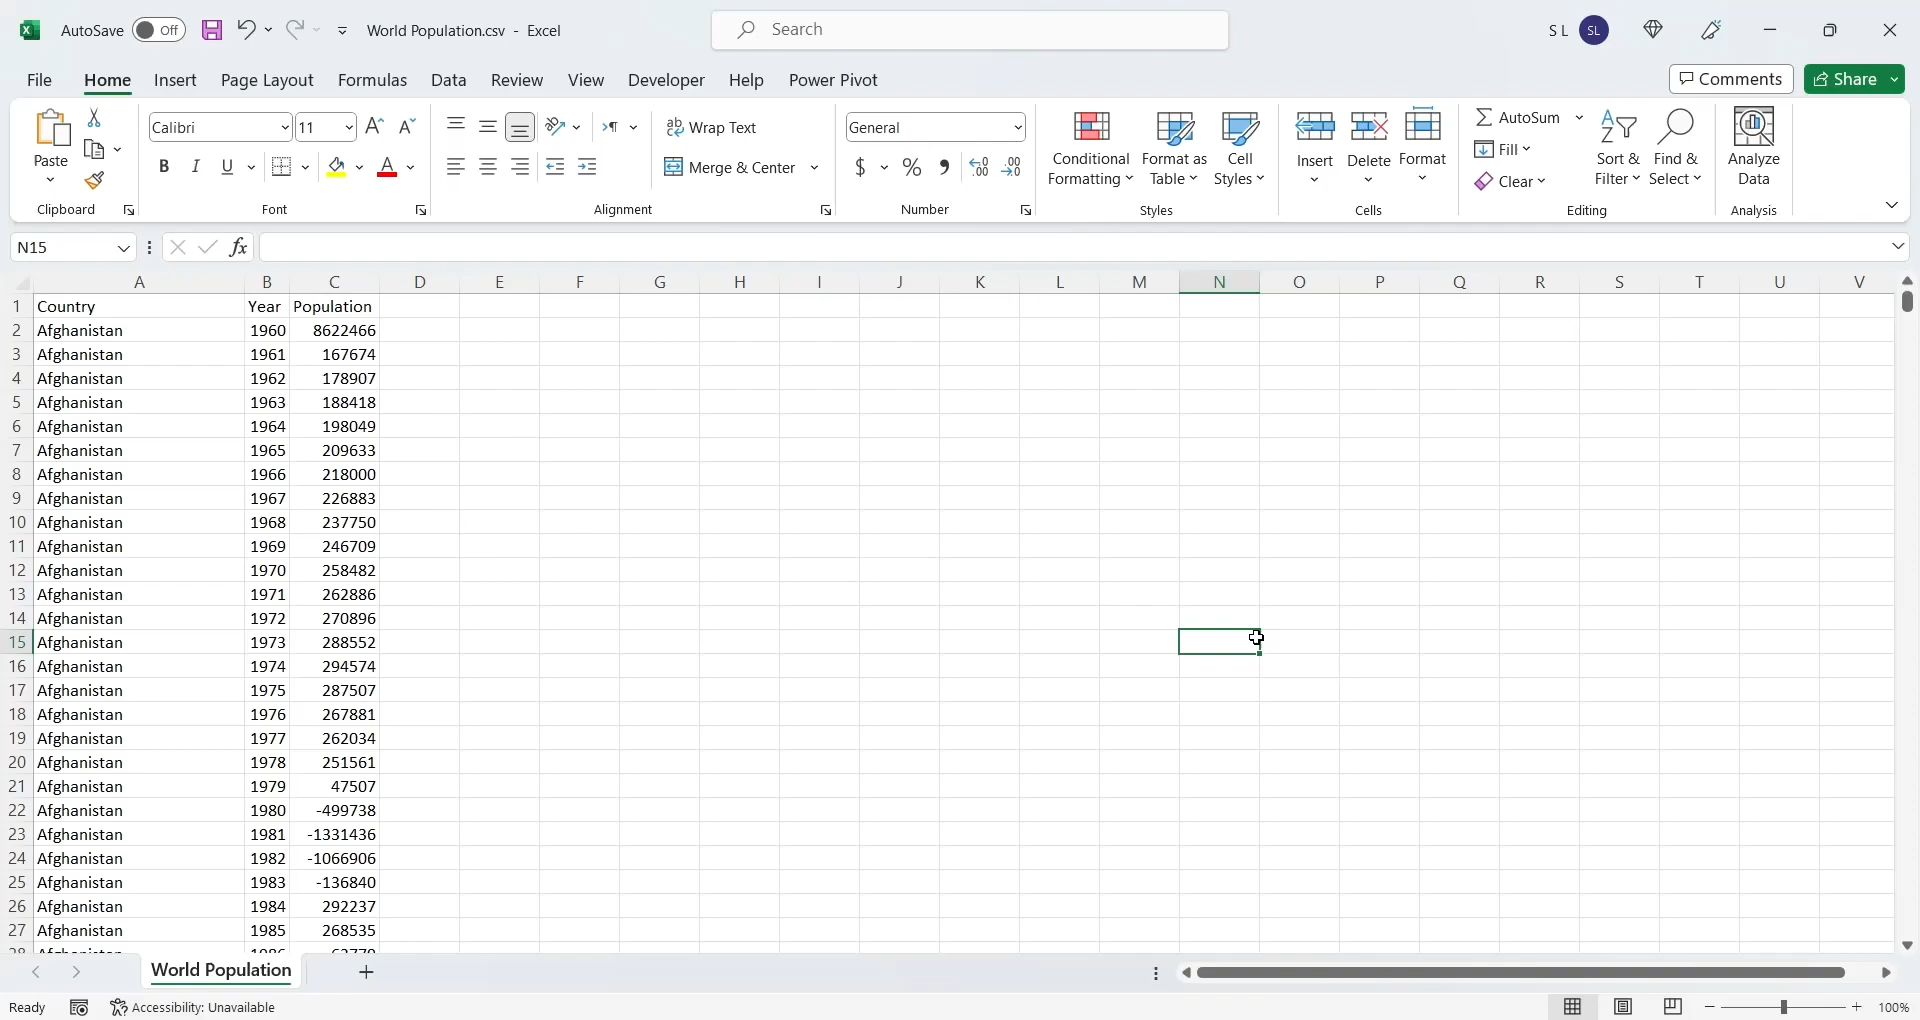 AutoSave Off World Population.csv - Excel Search S L SL
File Home Insert Page Layout Formulas Data Review View Developer Help Power Pivot Comments Share
Calibri 11 Wrap Text General AutoSum
Paste B I U Merge & Center $ % Conditional Formatting Format as Table Cell Styles Insert Delete Format Fill Clear Sort & Filter Find & Select Analyze Data
Clipboard Font Alignment Number Styles Cells Editing Analysis
N15 fx
A B C D E F G H I J K L M N O P Q R S T U V
1 Country Year Population
2 Afghanistan 1960 8622466
3 Afghanistan 1961 167674
4 Afghanistan 1962 178907
5 Afghanistan 1963 188418
6 Afghanistan 1964 198049
7 Afghanistan 1965 209633
8 Afghanistan 1966 218000
9 Afghanistan 1967 226883
10 Afghanistan 1968 237750
11 Afghanistan 1969 246709
12 Afghanistan 1970 258482
13 Afghanistan 1971 262886
14 Afghanistan 1972 270896
15 Afghanistan 1973 288552
16 Afghanistan 1974 294574
17 Afghanistan 1975 287507
18 Afghanistan 1976 267881
19 Afghanistan 1977 262034
20 Afghanistan 1978 251561
21 Afghanistan 1979 47507
22 Afghanistan 1980 -499738
23 Afghanistan 1981 -1331436
24 Afghanistan 1982 -1066906
25 Afghanistan 1983 -136840
26 Afghanistan 1984 292237
27 Afghanistan 1985 268535
World Population
Ready Accessibility: Unavailable 100%